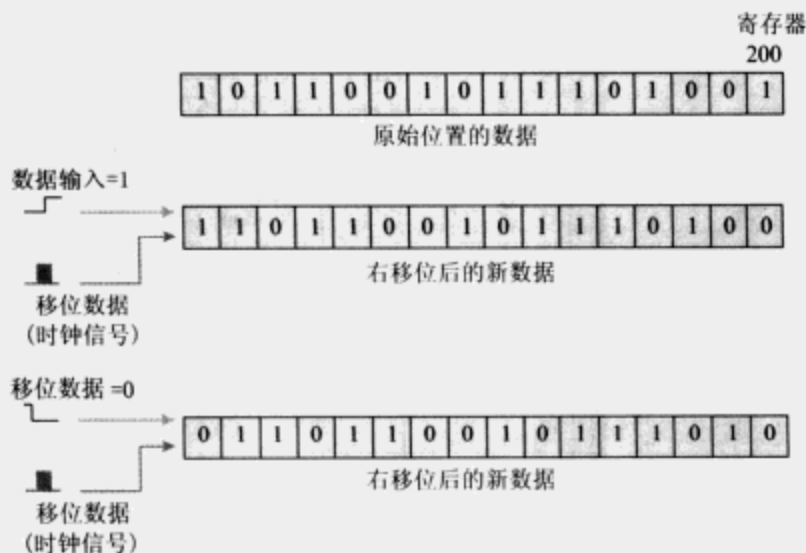 寄存器
200
1 0 1 1 0 0 1 0 1 1 1 0 1 0 0 1
原始位置的数据
数据输入=1
1 1 0 1 1 0 0 1 0 1 1 1 0 1 0 0
右移位后的新数据
移位数据
(时钟信号)
移位数据 =0
0 1 1 0 1 1 0 0 1 0 1 1 1 0 1 0
右移位后的新数据
移位数据
(时钟信号)